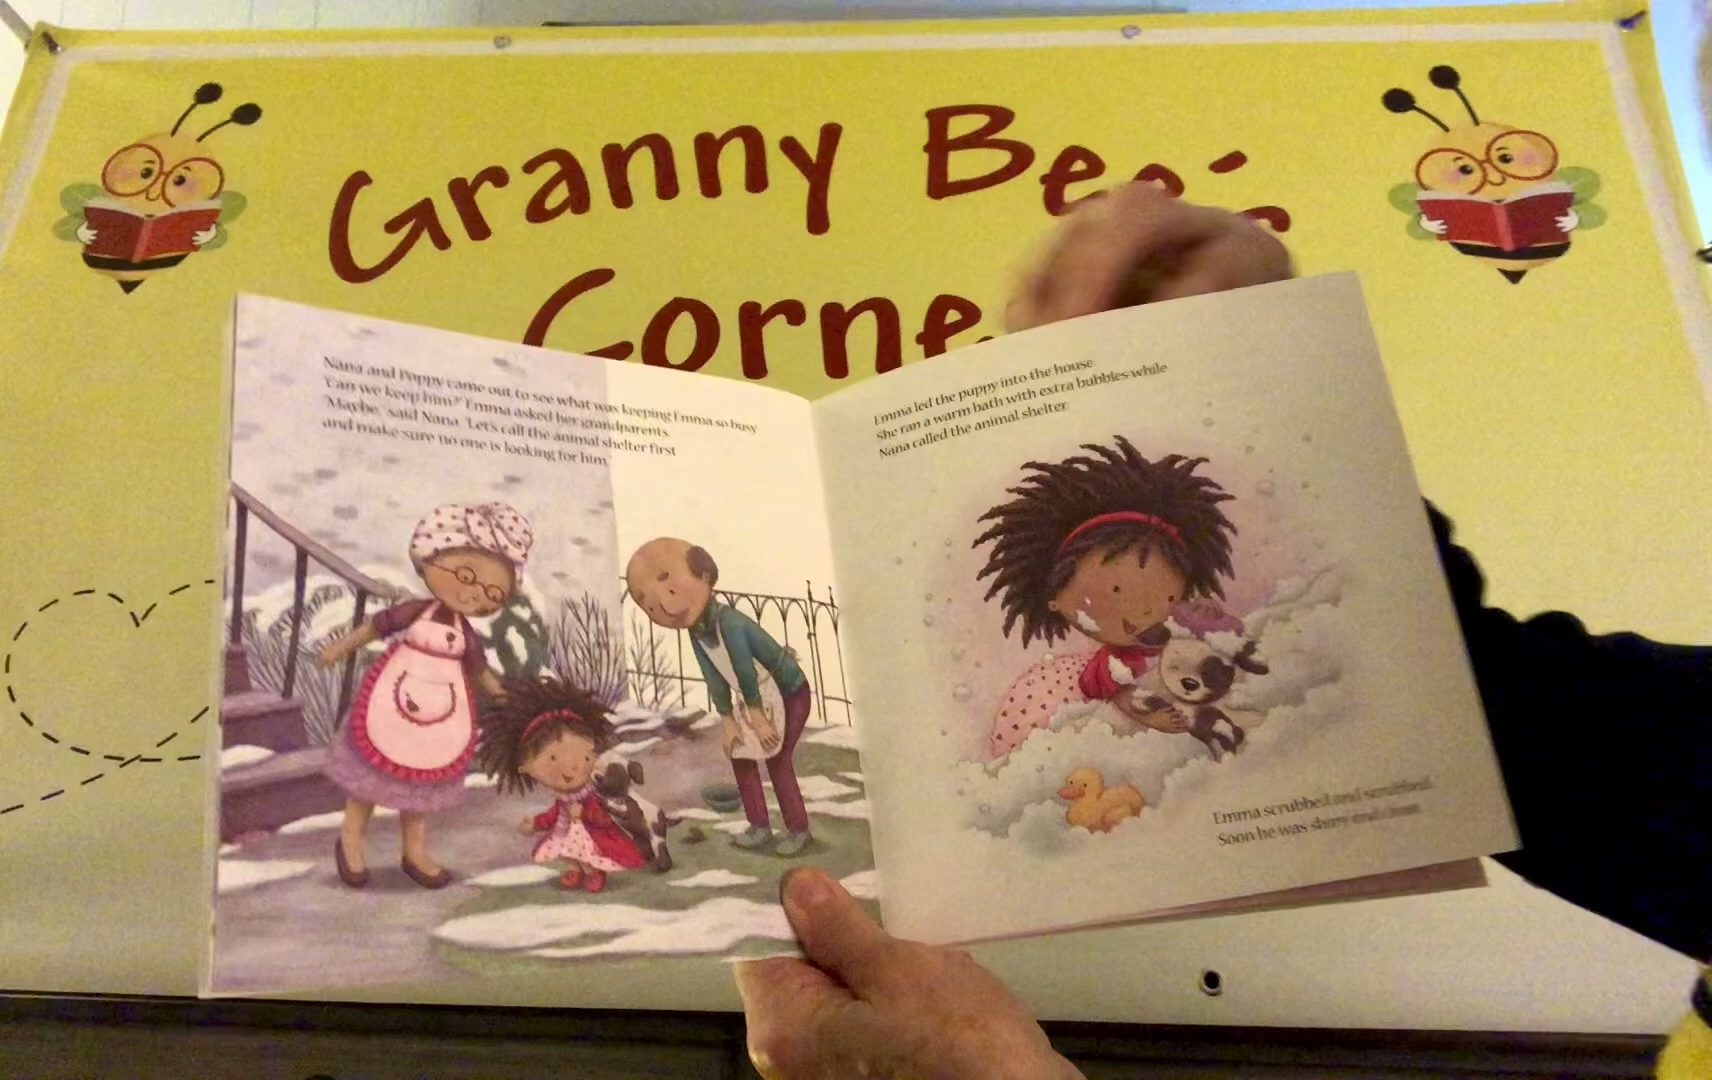 Granny Bee's
Corne
Nana and Poppy came out to see what was keeping Emma so busy
"Can we keep him?" Emma asked her grandparents.
"Maybe," said Nana. "Let's call the animal shelter first
and make sure no one is looking for him."
Emma led the puppy into the house.
She ran a warm bath with extra bubbles while
Nana called the animal shelter.
Emma scrubbed and scrubbed.
Soon he was shiny and clean.